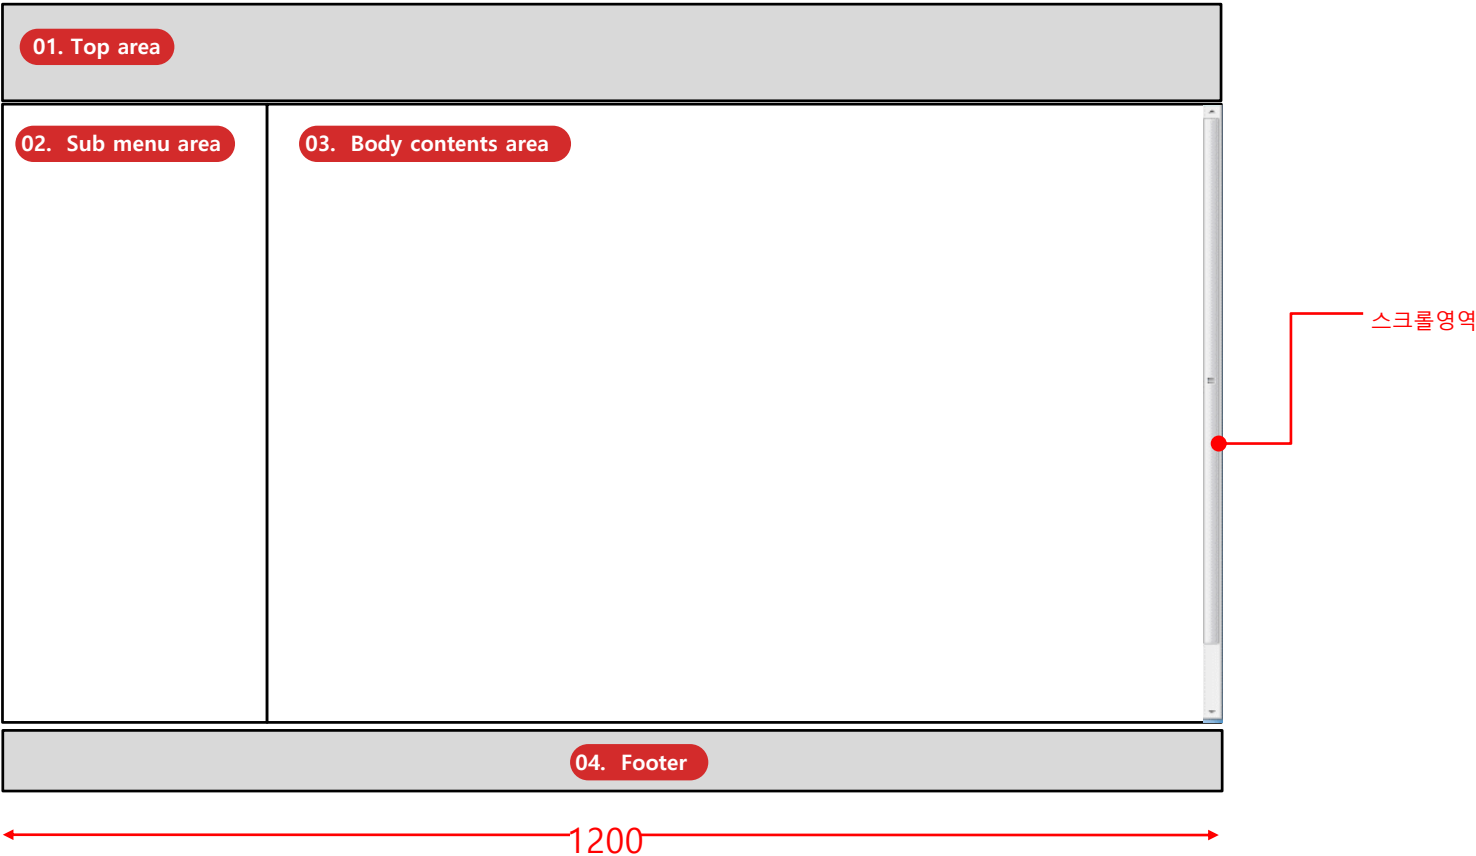 01. Top area
02. Sub menu area
03. Body contents area
스크롤영역
04. Footer
1200